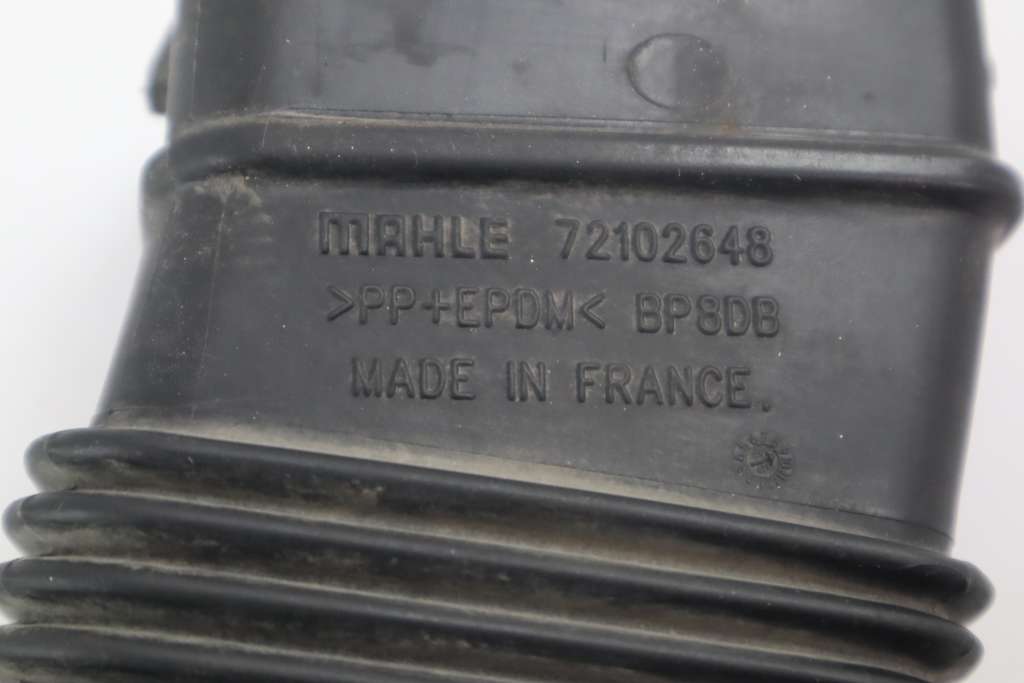 MAHLE 72102648
>PP+EPDM< BP8DB
MADE IN FRANCE.